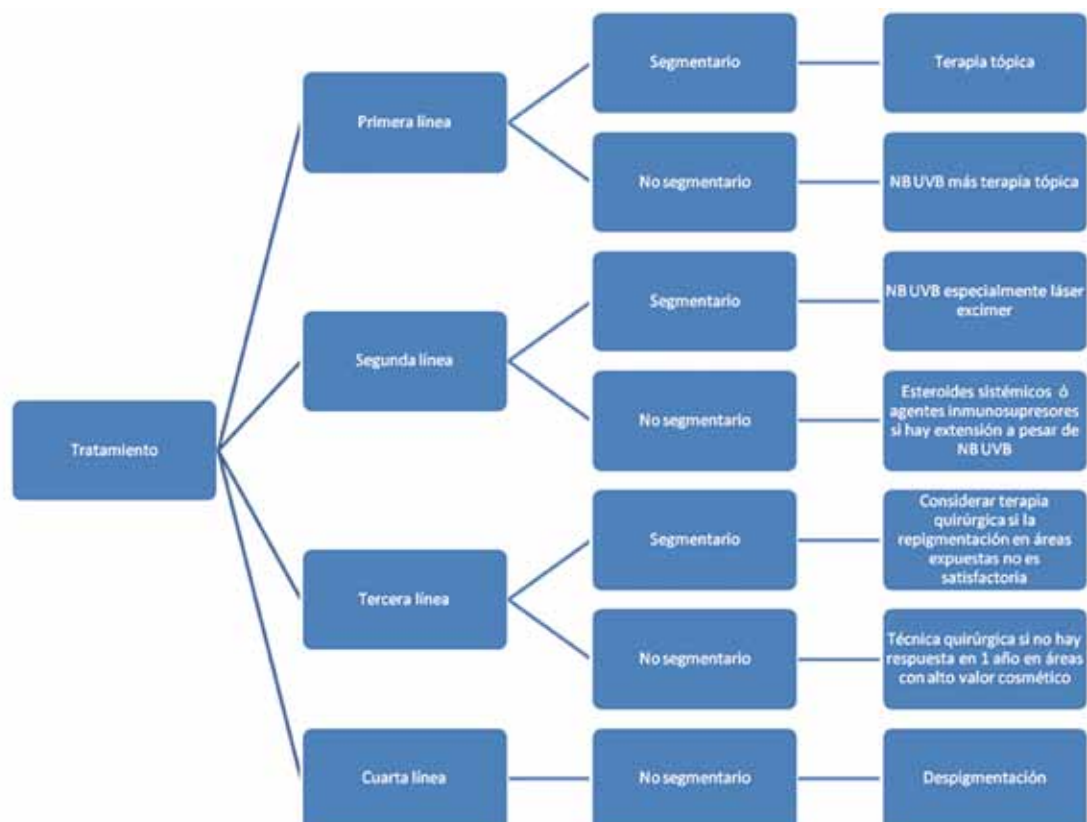 Tratamiento
Primera línea
Segmentario
Terapia tópica
No segmentario
NB UVB más terapia tópica
Segunda línea
Segmentario
NB UVB especialmente láser
excimer
No segmentario
Esteroides sistémicos ó
agentes inmunosupresores
si hay extensión a pesar de
NB UVB
Tercera línea
Segmentario
Considerar terapia
quirúrgica si la
repigmentación en áreas
expuestas no es
satisfactoria
No segmentario
Técnica quirúrgica si no hay
respuesta en 1 año en áreas
con alto valor cosmético
Cuarta línea
No segmentario
Despigmentación